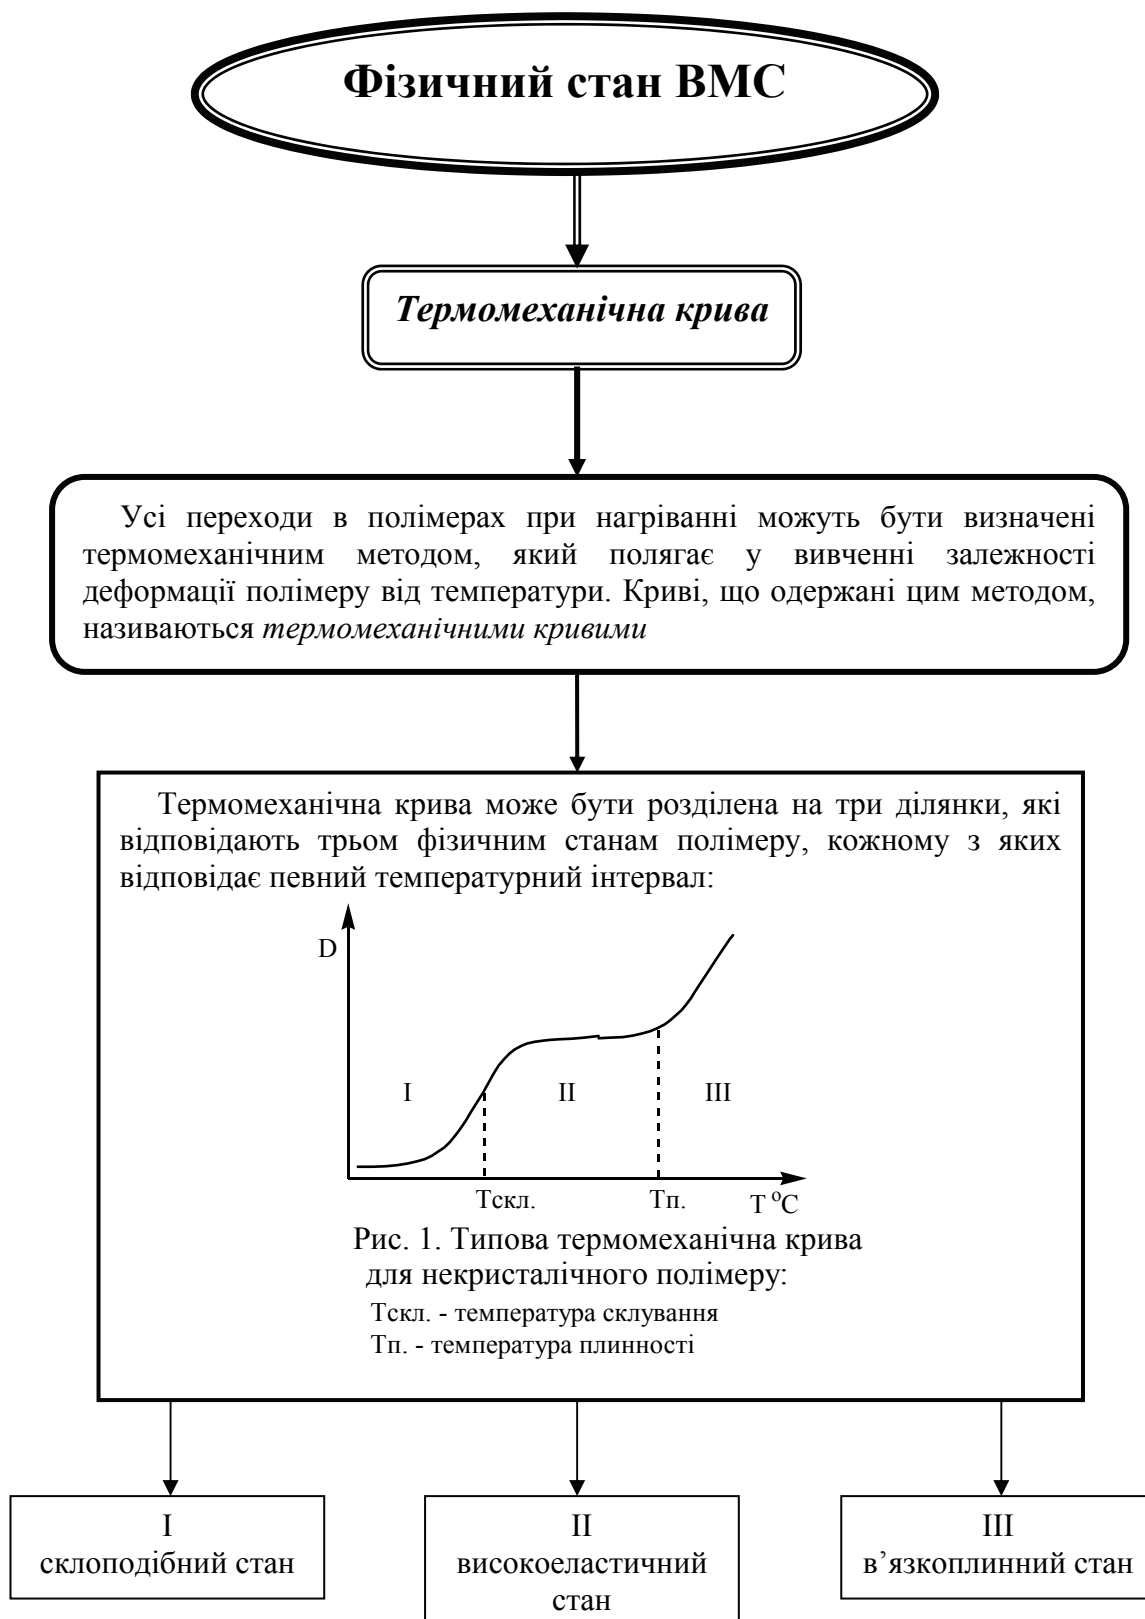 Фізичний стан ВМС
Термомеханічна крива
Усі переходи в полімерах при нагріванні можуть бути визначені
термомеханічним методом, який полягає у вивченні залежності
деформації полімеру від температури. Криві, що одержані цим методом,
називаються термомеханічними кривими
Термомеханічна крива може бути розділена на три ділянки, які
відповідають трьом фізичним станам полімеру, кожному з яких
відповідає певний температурний інтервал:
D
I II III
Тскл. Тп. T °C
Рис. 1. Типова термомеханічна крива
для некристалічного полімеру:
Тскл. - температура склування
Тп. - температура плинності
I
склоподібний стан
II
високоеластичний
стан
III
в’язкоплинний стан